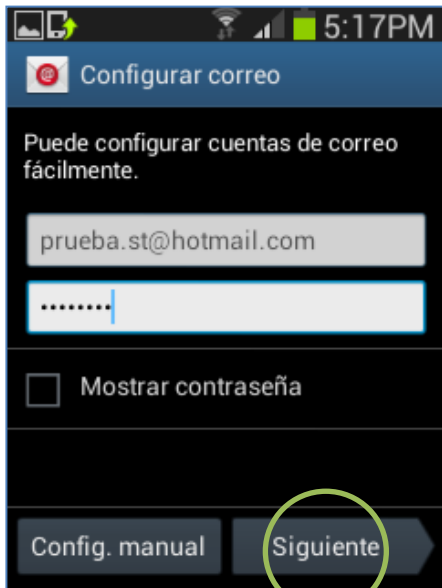 5:17PM
Configurar correo
Puede configurar cuentas de correo
fácilmente.
prueba.st@hotmail.com
••••••••
Mostrar contraseña
Config. manual Siguiente